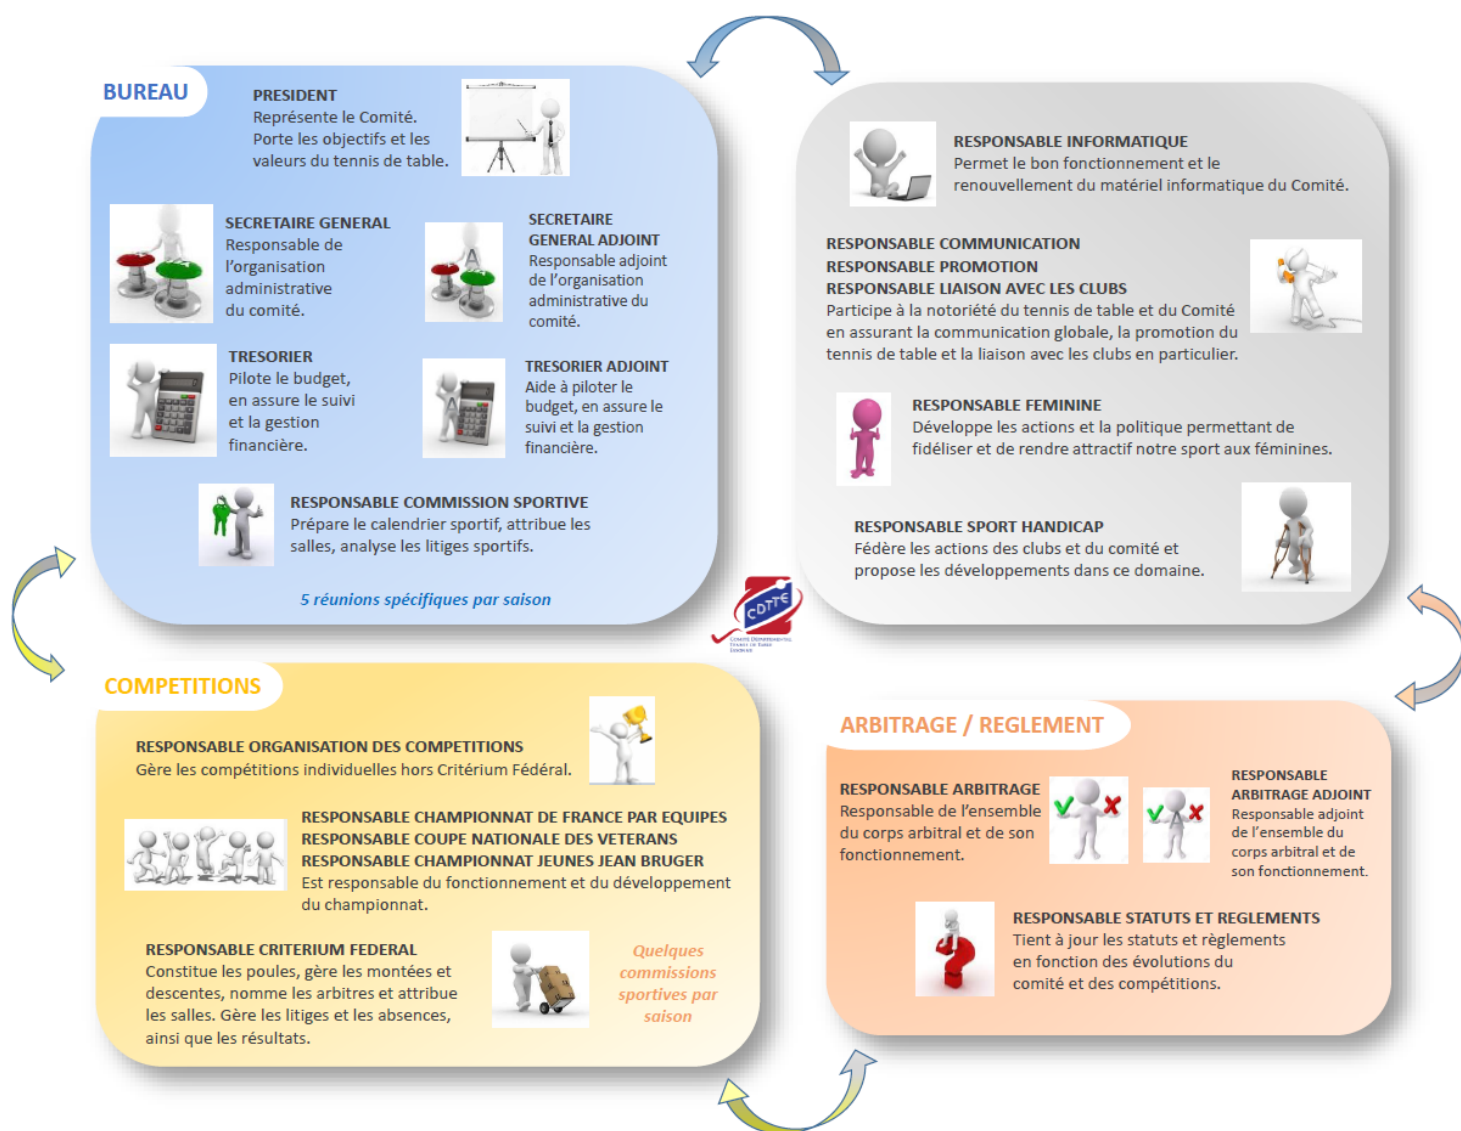 BUREAU
PRESIDENT
Représente le Comité.
Porte les objectifs et les
valeurs du tennis de table.
SECRETAIRE GENERAL
Responsable de
l'organisation
administrative
du comité.
SECRETAIRE
GENERAL ADJOINT
Responsable adjoint
de l'organisation
administrative du
comité.
TRESORIER
Pilote le budget,
en assure le suivi
et la gestion
financière.
TRESORIER ADJOINT
Aide à piloter le
budget, en assure le
suivi et la gestion
financière.
RESPONSABLE COMMISSION SPORTIVE
Prépare le calendrier sportif, attribue les
salles, analyse les litiges sportifs.
5 réunions spécifiques par saison
RESPONSABLE INFORMATIQUE
Permet le bon fonctionnement et le
renouvellement du matériel informatique du Comité.
RESPONSABLE COMMUNICATION
RESPONSABLE PROMOTION
RESPONSABLE LIAISON AVEC LES CLUBS
Participe à la notoriété du tennis de table et du Comité
en assurant la communication globale, la promotion du
tennis de table et la liaison avec les clubs en particulier.
RESPONSABLE FEMININE
Développe les actions et la politique permettant de
fidéliser et de rendre attractif notre sport aux féminines.
RESPONSABLE SPORT HANDICAP
Fédère les actions des clubs et du comité et
propose les développements dans ce domaine.
CDTTE
Comité Départemental
Tennis de Table
Essonne
COMPETITIONS
RESPONSABLE ORGANISATION DES COMPETITIONS
Gère les compétitions individuelles hors Critérium Fédéral.
RESPONSABLE CHAMPIONNAT DE FRANCE PAR EQUIPES
RESPONSABLE COUPE NATIONALE DES VETERANS
RESPONSABLE CHAMPIONNAT JEUNES JEAN BRUGER
Est responsable du fonctionnement et du développement
du championnat.
RESPONSABLE CRITERIUM FEDERAL
Constitue les poules, gère les montées et
descentes, nomme les arbitres et attribue
les salles. Gère les litiges et les absences,
ainsi que les résultats.
Quelques
commissions
sportives par
saison
ARBITRAGE / REGLEMENT
RESPONSABLE ARBITRAGE
Responsable de l'ensemble
du corps arbitral et de son
fonctionnement.
RESPONSABLE
ARBITRAGE ADJOINT
Responsable adjoint
de l'ensemble du
corps arbitral et de
son fonctionnement.
RESPONSABLE STATUTS ET REGLEMENTS
Tient à jour les statuts et règlements
en fonction des évolutions du
comité et des compétitions.